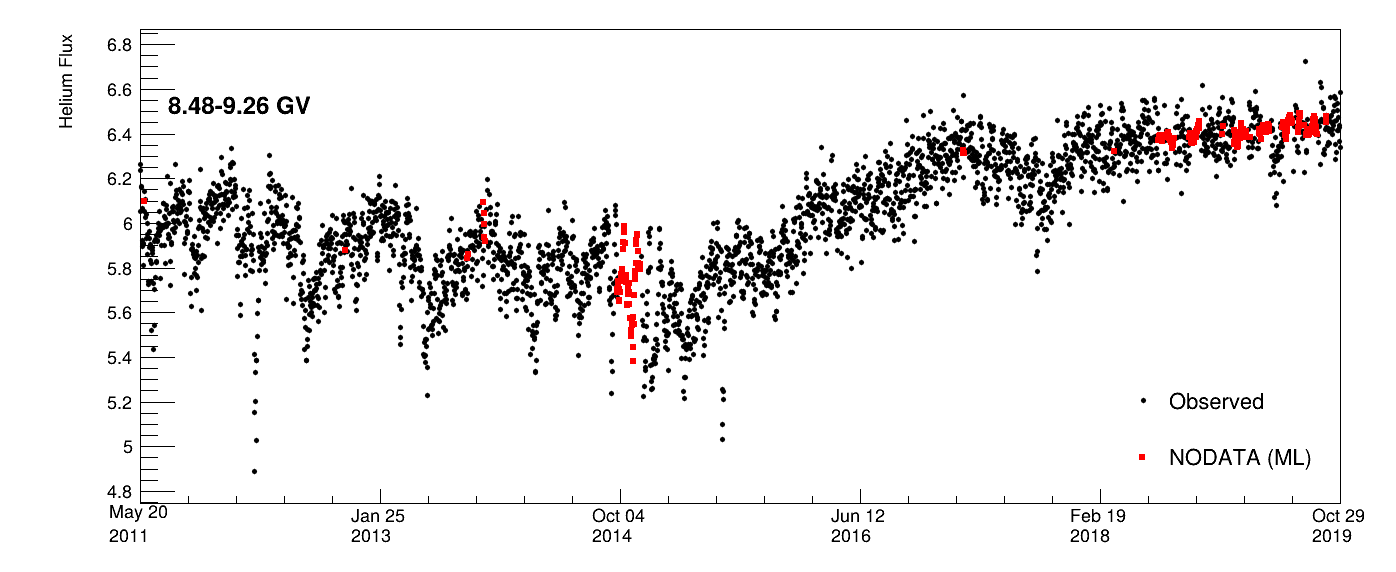 Helium Flux
6.8
6.6
6.4
6.2
6
5.8
5.6
5.4
5.2
5
4.8
8.48-9.26 GV
Observed
NODATA (ML)
May 20
2011
Jan 25
2013
Oct 04
2014
Jun 12
2016
Feb 19
2018
Oct 29
2019